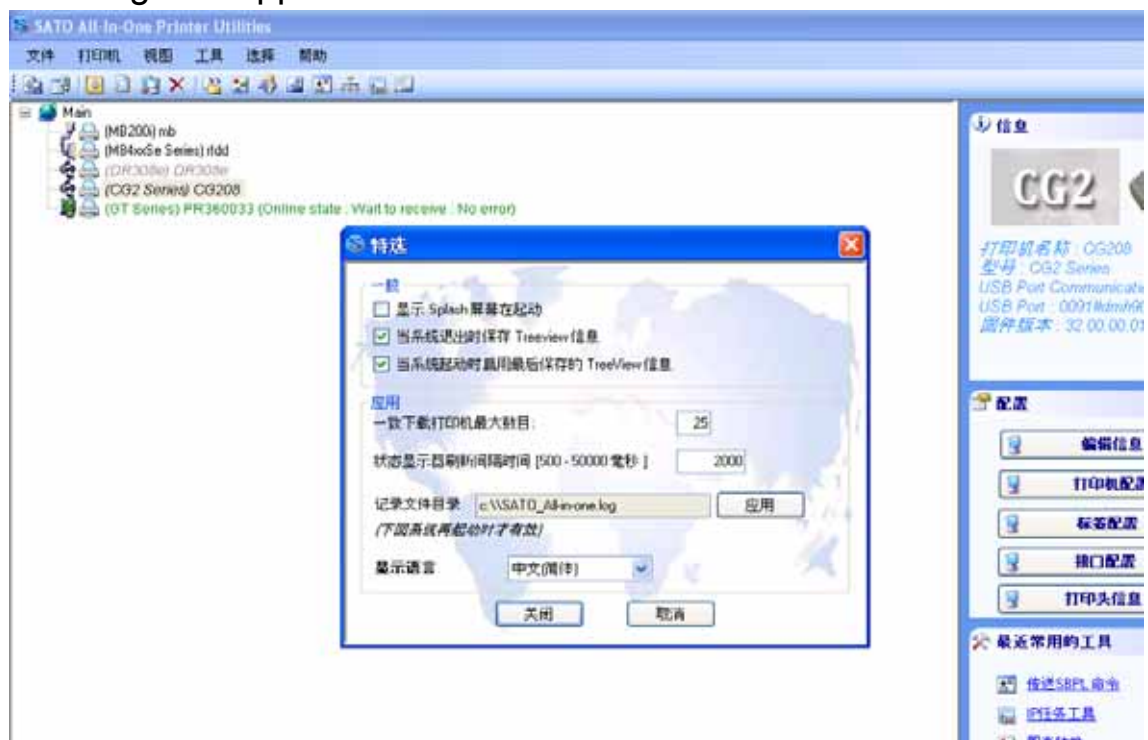 SATO All-In-One Printer Utilities
文件 打印机 视图 工具 选择 帮助
Main
(MB200i) mb
(MB4xxSe Series) rfdd
(DR308e) DR308e
(CG2 Series) CG208
(GT Series) PR360033 (Online state : Wait to receive : No error)
特选
一般
显示 Splash 屏幕在起动
当系统退出时保存 Treeview 信息
当系统起动时启用最后保存的 TreeView 信息
应用
一致下载打印机最大数目:
25
状态显示器刷新间隔时间 [500 - 50000 毫秒 ]
2000
记录文件目录
c:\\SATO_All-in-one.log
应用
(下回系统再起动时才有效)
显示语言
中文(简体)
关闭
取消
信息
CG2
打印机名称 : CG208
型号 : CG2 Series
USB Port
USB Port :
固件版本 : 32.00.00.01
配置
编辑信息
打印机配置
标签配置
接口配置
打印头信息
最近常用的工具
传送SBPL 命令
IP任务工具